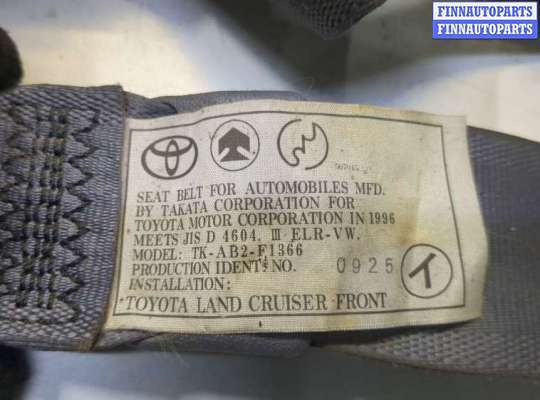 FINNAUTOPARTS
FINNAUTOPARTS
SEAT BELT FOR AUTOMOBILES MFD.
BY TAKATA CORPORATION FOR
TOYOTA MOTOR CORPORATION IN 1996
MEETS JIS D 4604. Ⅲ ELR-VW.
MODEL: TK-AB2-F1366
PRODUCTION IDENT'S NO. 0925 イ
INSTALLATION:
TOYOTA LAND CRUISER FRONT